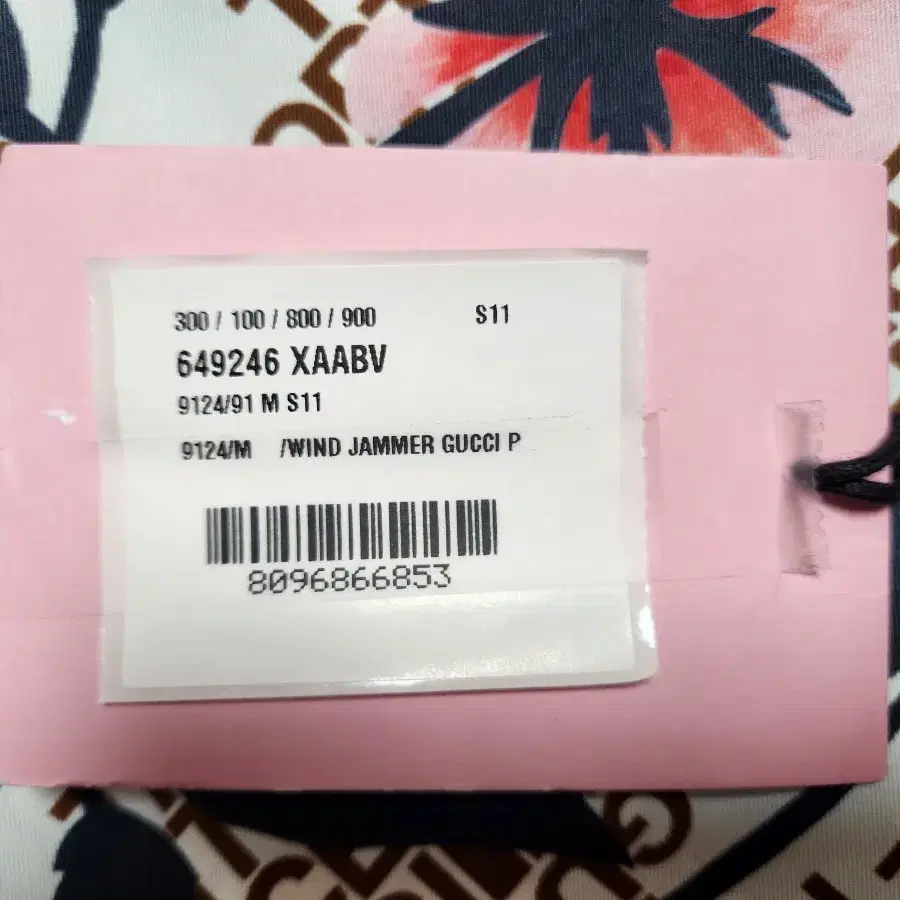 300 / 100 / 800 / 900 S11
649246 XAABV
9124/91 M S11
9124/M /WIND JAMMER GUCCI P
8096866853